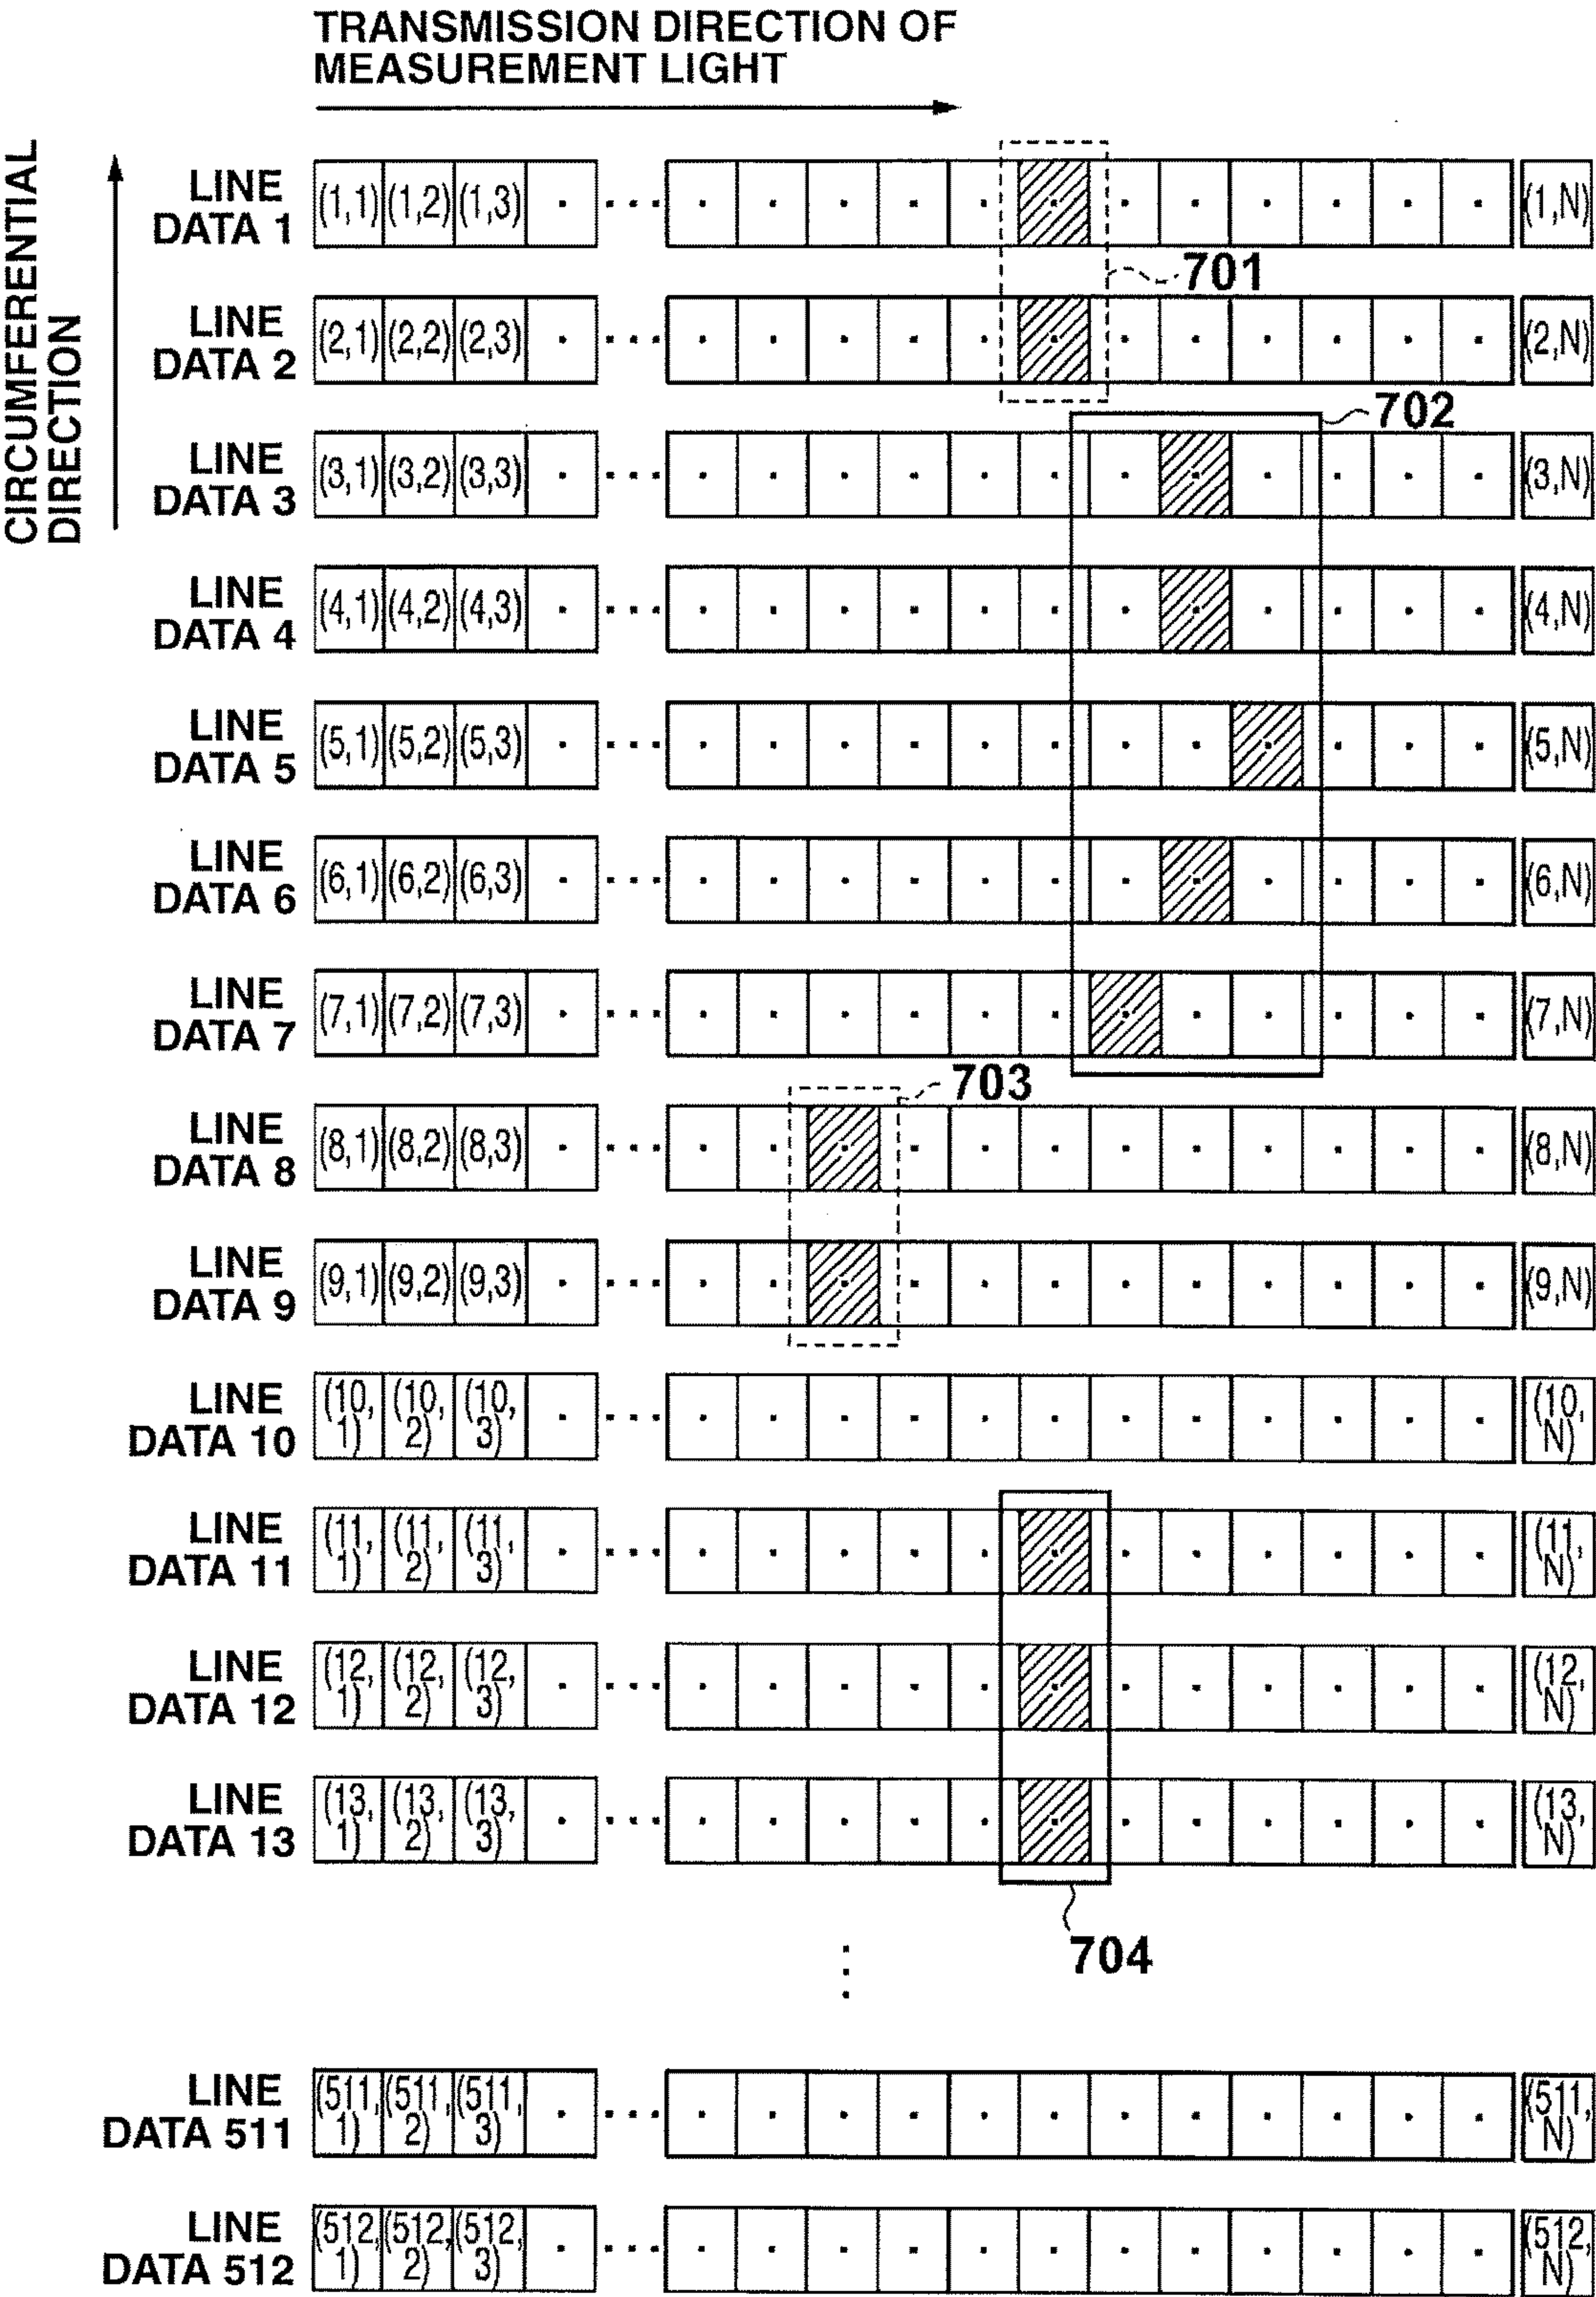 TRANSMISSION DIRECTION OF
MEASUREMENT LIGHT
CIRCUMFERENTIAL
DIRECTION
LINE
DATA 1
(1,1) (1,2) (1,3) (1,N)
701
LINE
DATA 2
(2,1) (2,2) (2,3) (2,N)
702
LINE
DATA 3
(3,1) (3,2) (3,3) (3,N)
LINE
DATA 4
(4,1) (4,2) (4,3) (4,N)
LINE
DATA 5
(5,1) (5,2) (5,3) (5,N)
LINE
DATA 6
(6,1) (6,2) (6,3) (6,N)
LINE
DATA 7
(7,1) (7,2) (7,3) (7,N)
703
LINE
DATA 8
(8,1) (8,2) (8,3) (8,N)
LINE
DATA 9
(9,1) (9,2) (9,3) (9,N)
LINE
DATA 10
(10,1) (10,2) (10,3) (10,N)
LINE
DATA 11
(11,1) (11,2) (11,3) (11,N)
LINE
DATA 12
(12,1) (12,2) (12,3) (12,N)
LINE
DATA 13
(13,1) (13,2) (13,3) (13,N)
704
LINE
DATA 511
(511,1) (511,2) (511,3) (511,N)
LINE
DATA 512
(512,1) (512,2) (512,3) (512,N)